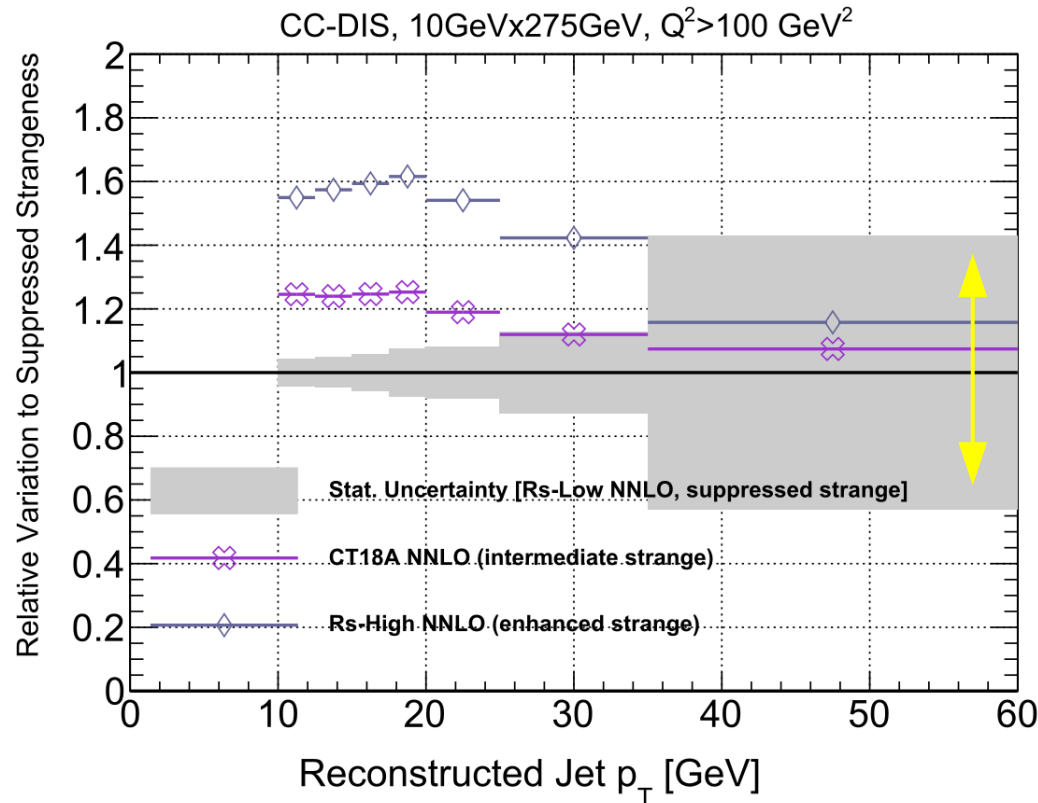 CC-DIS, 10GeVx275GeV, Q²>100 GeV²
Relative Variation to Suppressed Strangeness
2
1.8
1.6
1.4
1.2
1
0.8
0.6
0.4
0.2
0
Stat. Uncertainty [Rs-Low NNLO, suppressed strange]
CT18A NNLO (intermediate strange)
Rs-High NNLO (enhanced strange)
0 10 20 30 40 50 60
Reconstructed Jet p_T [GeV]